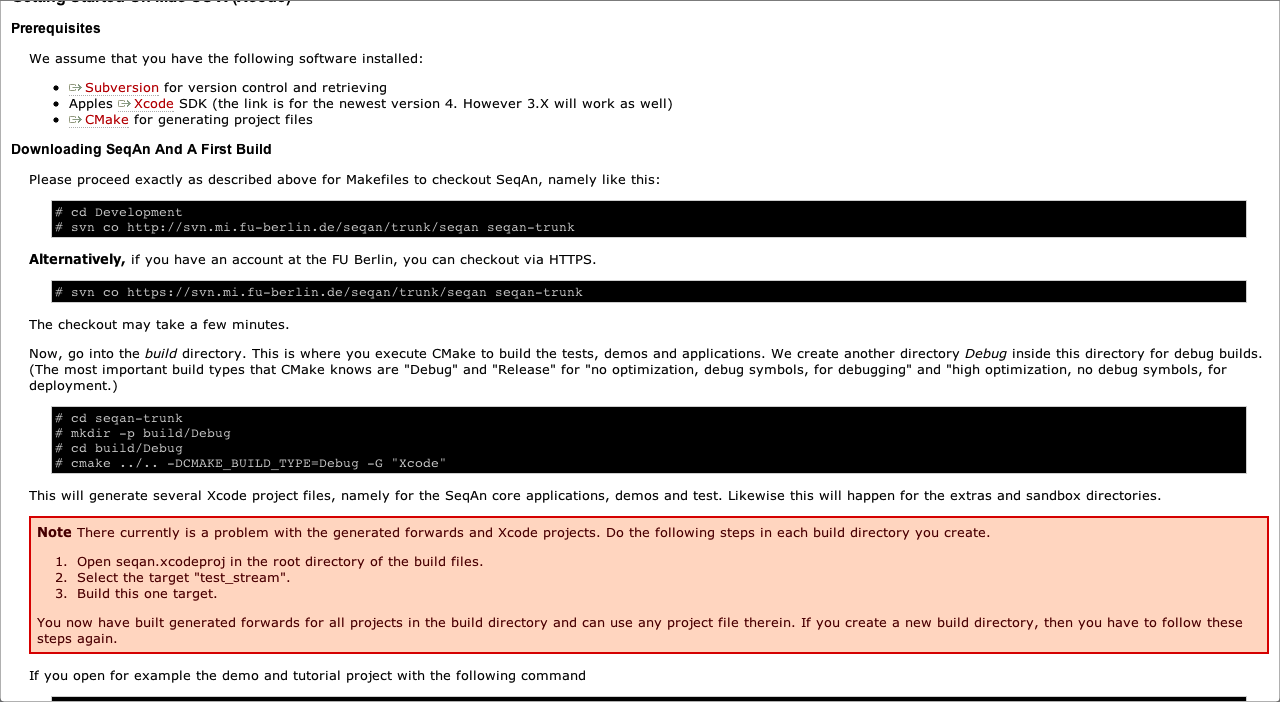 Getting Started On Mac OS X (Xcode)
Prerequisites
We assume that you have the following software installed:
Subversion for version control and retrieving
Apples Xcode SDK (the link is for the newest version 4. However 3.X will work as well)
CMake for generating project files
Downloading SeqAn And A First Build
Please proceed exactly as described above for Makefiles to checkout SeqAn, namely like this:
# cd Development
# svn co http://svn.mi.fu-berlin.de/seqan/trunk/seqan seqan-trunk
Alternatively, if you have an account at the FU Berlin, you can checkout via HTTPS.
# svn co https://svn.mi.fu-berlin.de/seqan/trunk/seqan seqan-trunk
The checkout may take a few minutes.
Now, go into the build directory. This is where you execute CMake to build the tests, demos and applications. We create another directory Debug inside this directory for debug builds.
(The most important build types that CMake knows are "Debug" and "Release" for "no optimization, debug symbols, for debugging" and "high optimization, no debug symbols, for
deployment.)
# cd seqan-trunk
# mkdir -p build/Debug
# cd build/Debug
# cmake ../.. -DCMAKE_BUILD_TYPE=Debug -G "Xcode"
This will generate several Xcode project files, namely for the SeqAn core applications, demos and test. Likewise this will happen for the extras and sandbox directories.
Note There currently is a problem with the generated forwards and Xcode projects. Do the following steps in each build directory you create.
1. Open seqan.xcodeproj in the root directory of the build files.
2. Select the target "test_stream".
3. Build this one target.
You now have built generated forwards for all projects in the build directory and can use any project file therein. If you create a new build directory, then you have to follow these
steps again.
If you open for example the demo and tutorial project with the following command